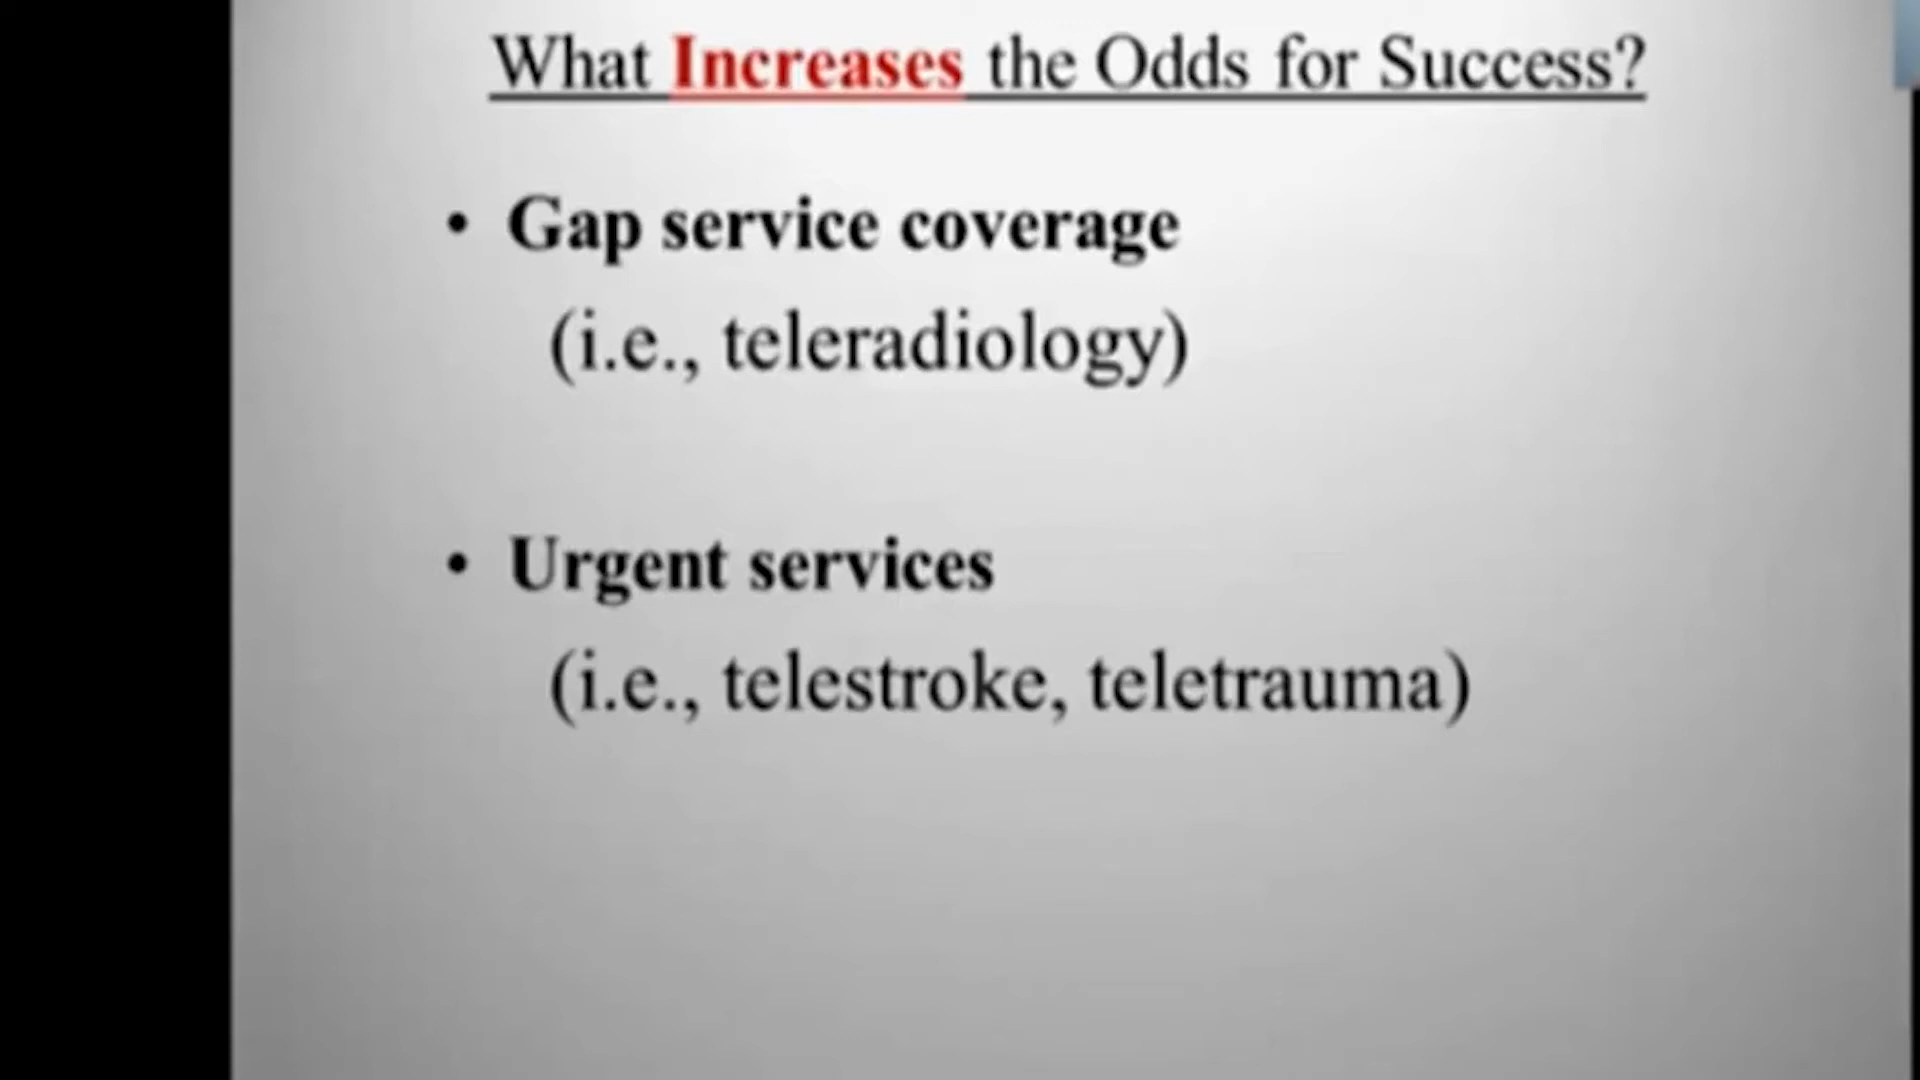 What Increases the Odds for Success?
• Gap service coverage
(i.e., teleradiology)
• Urgent services
(i.e., telestroke, teletrauma)